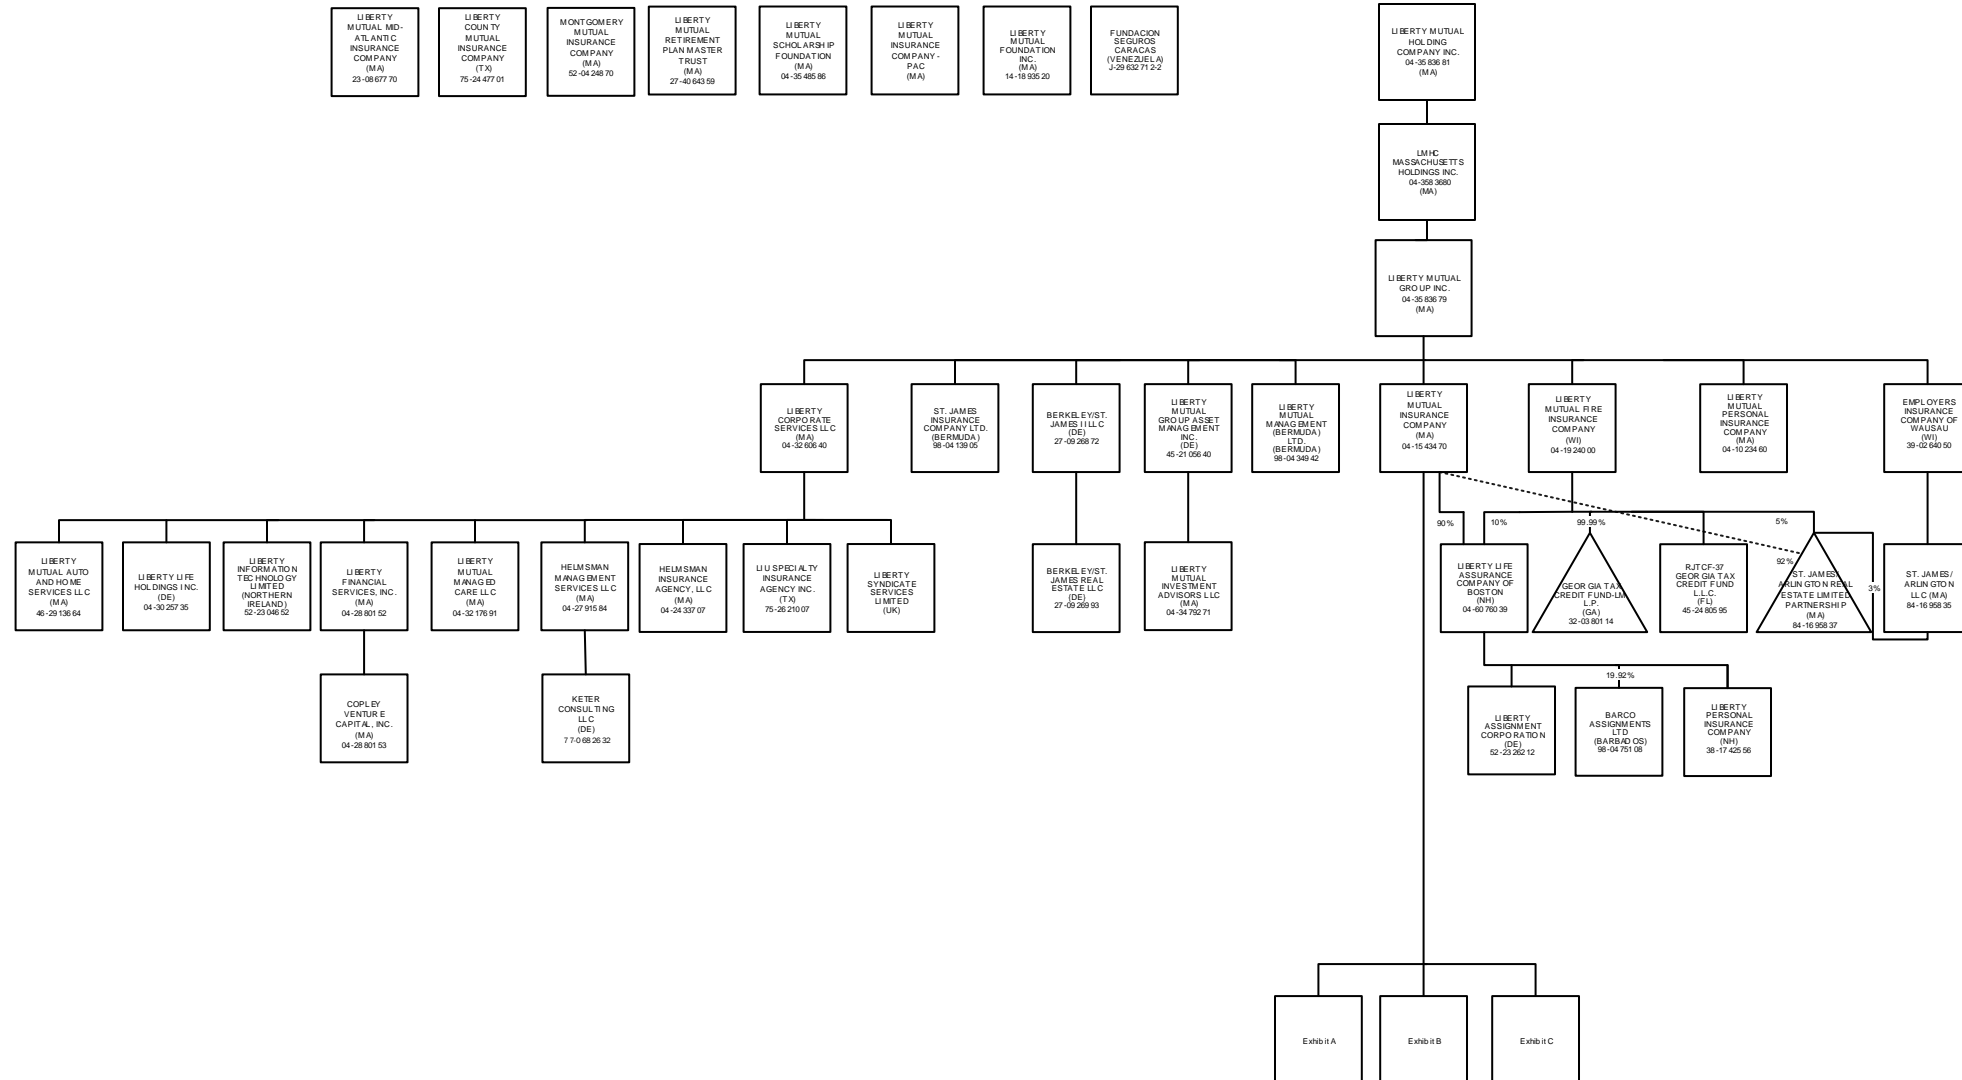 LIBERTY
MUTUAL MID-
ATLANTIC
INSURANCE
COMPANY
(MA)
23-0867770
LIBERTY
COUNTY
MUTUAL
INSURANCE
COMPANY
(TX)
75-2447701
MONTGOMERY
MUTUAL
INSURANCE
COMPANY
(MA)
52-0424870
LIBERTY
MUTUAL
RETIREMENT
PLAN MASTER
TRUST
(MA)
27-4064359
LIBERTY
MUTUAL
SCHOLARSHIP
FOUNDATION
(MA)
04-3548586
LIBERTY
MUTUAL
INSURANCE
COMPANY -
PAC
(MA)
LIBERTY
MUTUAL
FOUNDATION
INC.
(MA)
14-1893520
FUNDACION
SEGUROS
CARACAS
(VENEZUELA)
J-29632712-2
LIBERTY MUTUAL
HOLDING
COMPANY INC.
04-3583681
(MA)
LMHC
MASSACHUSETTS
HOLDINGS INC.
04-3583680
(MA)
LIBERTY MUTUAL
GROUP INC.
04-3583679
(MA)
LIBERTY
CORPORATE
SERVICES LLC
(MA)
04-3260640
ST. JAMES
INSURANCE
COMPANY LTD.
(BERMUDA)
98-0413905
BERKELEY/ST.
JAMES II LLC
(DE)
27-0926872
LIBERTY
MUTUAL
GROUP ASSET
MANAGEMENT
INC.
(DE)
45-2105640
LIBERTY
MUTUAL
MANAGEMENT
(BERMUDA)
LTD.
(BERMUDA)
98-0434942
LIBERTY
MUTUAL
INSURANCE
COMPANY
(MA)
04-1543470
LIBERTY
MUTUAL FIRE
INSURANCE
COMPANY
(WI)
04-1924000
LIBERTY
MUTUAL
PERSONAL
INSURANCE
COMPANY
(MA)
04-1023460
EMPLOYERS
INSURANCE
COMPANY OF
WAUSAU
(WI)
39-0264050
90%
10%
99.99%
5%
92%
3%
LIBERTY
MUTUAL AUTO
AND HOME
SERVICES LLC
(MA)
46-2913664
LIBERTY LIFE
HOLDINGS INC.
(DE)
04-3025735
LIBERTY
INFORMATION
TECHNOLOGY
LIMITED
(NORTHERN
IRELAND)
52-2304652
LIBERTY
FINANCIAL
SERVICES, INC.
(MA)
04-2880152
LIBERTY
MUTUAL
MANAGED
CARE LLC
(MA)
04-3217691
HELMSMAN
MANAGEMENT
SERVICES LLC
(MA)
04-2791584
HELMSMAN
INSURANCE
AGENCY, LLC
(MA)
04-2433707
LIU SPECIALTY
INSURANCE
AGENCY INC.
(TX)
75-2621007
LIBERTY
SYNDICATE
SERVICES
LIMITED
(UK)
BERKELEY/ST.
JAMES REAL
ESTATE LLC
(DE)
27-0926993
LIBERTY
MUTUAL
INVESTMENT
ADVISORS LLC
(MA)
04-3479271
LIBERTY LIFE
ASSURANCE
COMPANY OF
BOSTON
(NH)
04-6076039
GEORGIA TAX
CREDIT FUND-LM
L.P.
(GA)
32-0380114
RJTCF-37
GEORGIA TAX
CREDIT FUND
L.L.C.
(FL)
45-2480595
ST. JAMES/
ARLINGTON REAL
ESTATE LIMITED
PARTNERSHIP
(MA)
84-1695837
ST. JAMES/
ARLINGTON
LLC (MA)
84-1695835
COPLEY
VENTURE
CAPITAL, INC.
(MA)
04-2880153
KETER
CONSULTING
LLC
(DE)
77-0682632
19.92%
LIBERTY
ASSIGNMENT
CORPORATION
(DE)
52-2326212
BARCO
ASSIGNMENTS
LTD
(BARBADOS)
98-0475108
LIBERTY
PERSONAL
INSURANCE
COMPANY
(NH)
38-1742556
Exhibit A
Exhibit B
Exhibit C